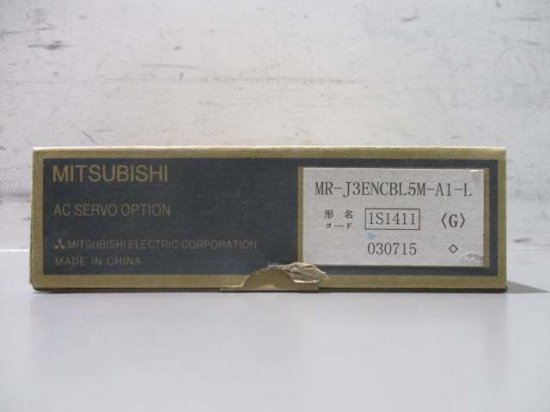 MITSUBISHI
AC SERVO OPTION
MITSUBISHI ELECTRIC CORPORATION
MADE IN CHINA
MR-J3ENCBL5M-A1-L
形名
コード
1S1411
〈G〉
030715